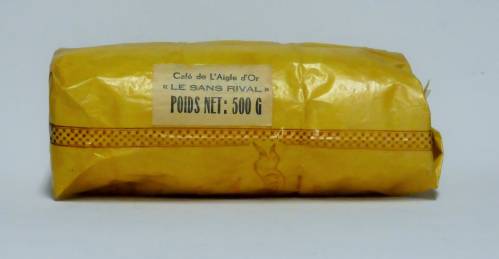 Café de L'Aigle d'Or
« LE SANS RIVAL »
POIDS NET: 500 G